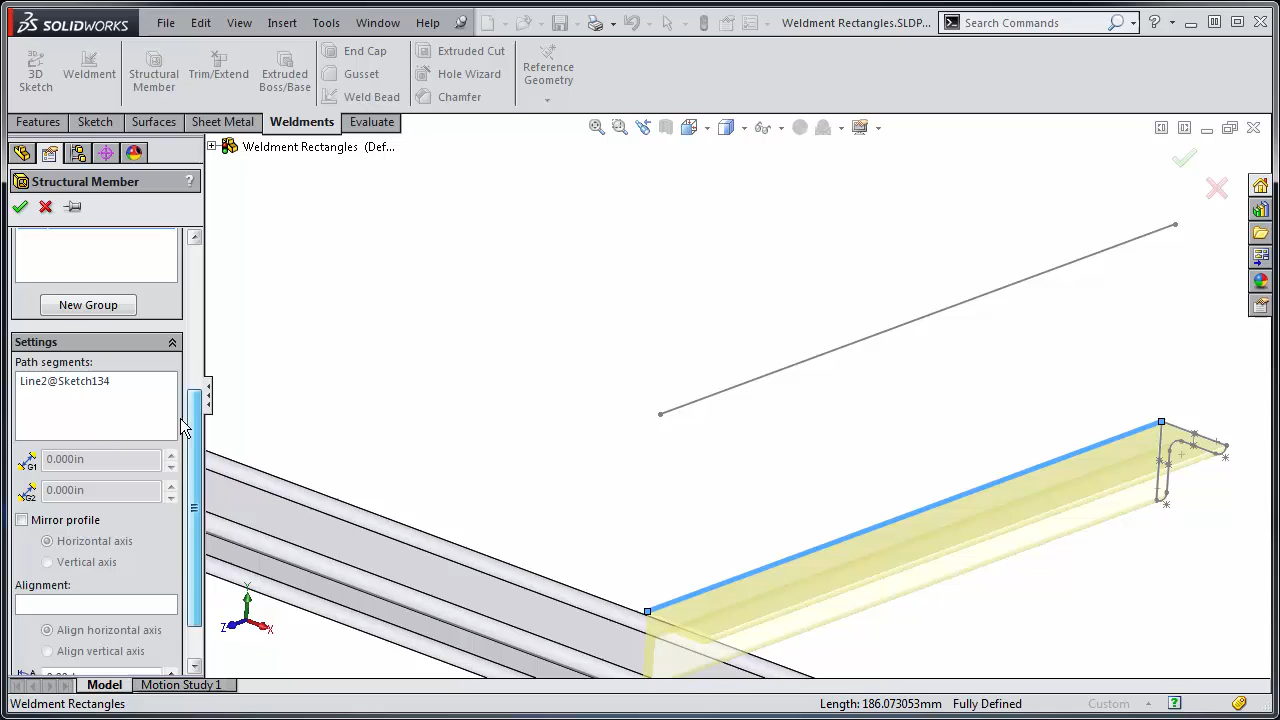 SOLIDWORKS File Edit View Insert Tools Window Help Weldment Rectangles.SLDP... Search Commands
3D Sketch Weldment Structural Member Trim/Extend Extruded Boss/Base End Cap Gusset Weld Bead Extruded Cut Hole Wizard Chamfer Reference Geometry
Features Sketch Surfaces Sheet Metal Weldments Evaluate
Weldment Rectangles (Def...
Structural Member ?
New Group
Settings
Path segments:
Line2@Sketch134
G1 0.000in
G2 0.000in
Mirror profile
Horizontal axis
Vertical axis
Alignment:
Align horizontal axis
Align vertical axis
Y
Z X
Model Motion Study 1
Weldment Rectangles Length: 186.073053mm Fully Defined Custom